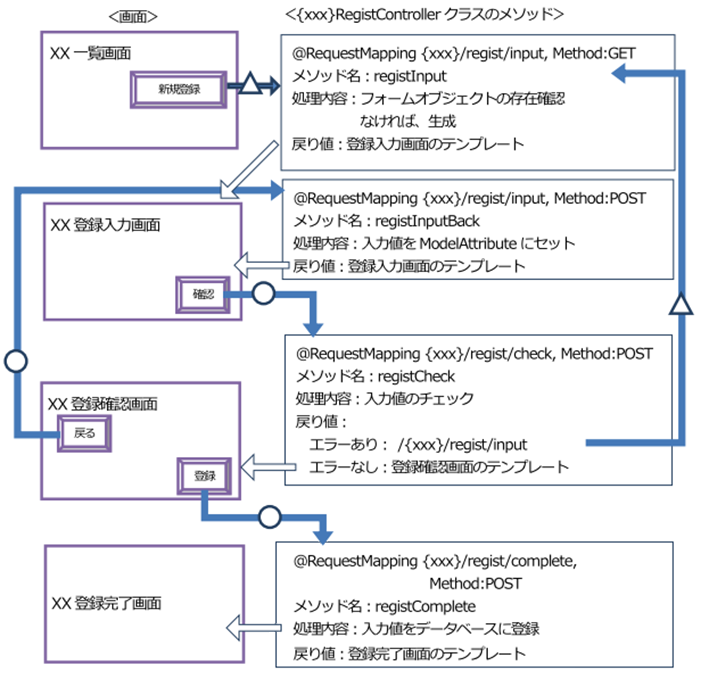 ＜画面＞
＜{xxx}RegistController クラスのメソッド＞
XX 一覧画面
新規登録
@RequestMapping {xxx}/regist/input, Method:GET
メソッド名：registInput
処理内容：フォームオブジェクトの存在確認
なければ、生成
戻り値：登録入力画面のテンプレート
XX 登録入力画面
確認
@RequestMapping {xxx}/regist/input, Method:POST
メソッド名：registInputBack
処理内容：入力値を ModelAttribute にセット
戻り値：登録入力画面のテンプレート
XX 登録確認画面
戻る
登録
@RequestMapping {xxx}/regist/check, Method:POST
メソッド名：registCheck
処理内容：入力値のチェック
戻り値：
エラーあり： /{xxx}/regist/input
エラーなし：登録確認画面のテンプレート
XX 登録完了画面
@RequestMapping {xxx}/regist/complete,
Method:POST
メソッド名：registComplete
処理内容：入力値をデータベースに登録
戻り値：登録完了画面のテンプレート